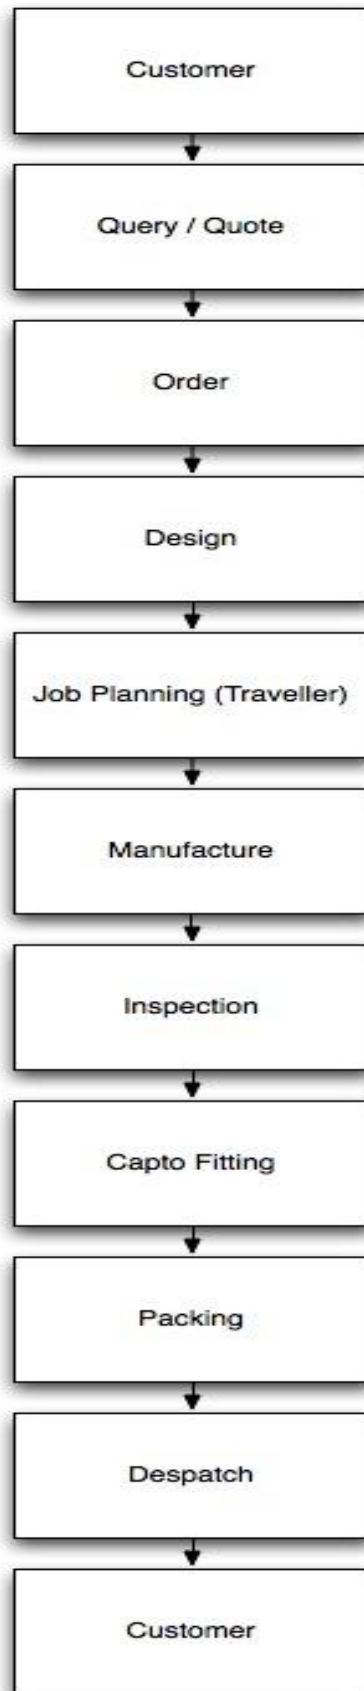 Customer
Query / Quote
Order
Design
Job Planning (Traveller)
Manufacture
Inspection
Capto Fitting
Packing
Despatch
Customer